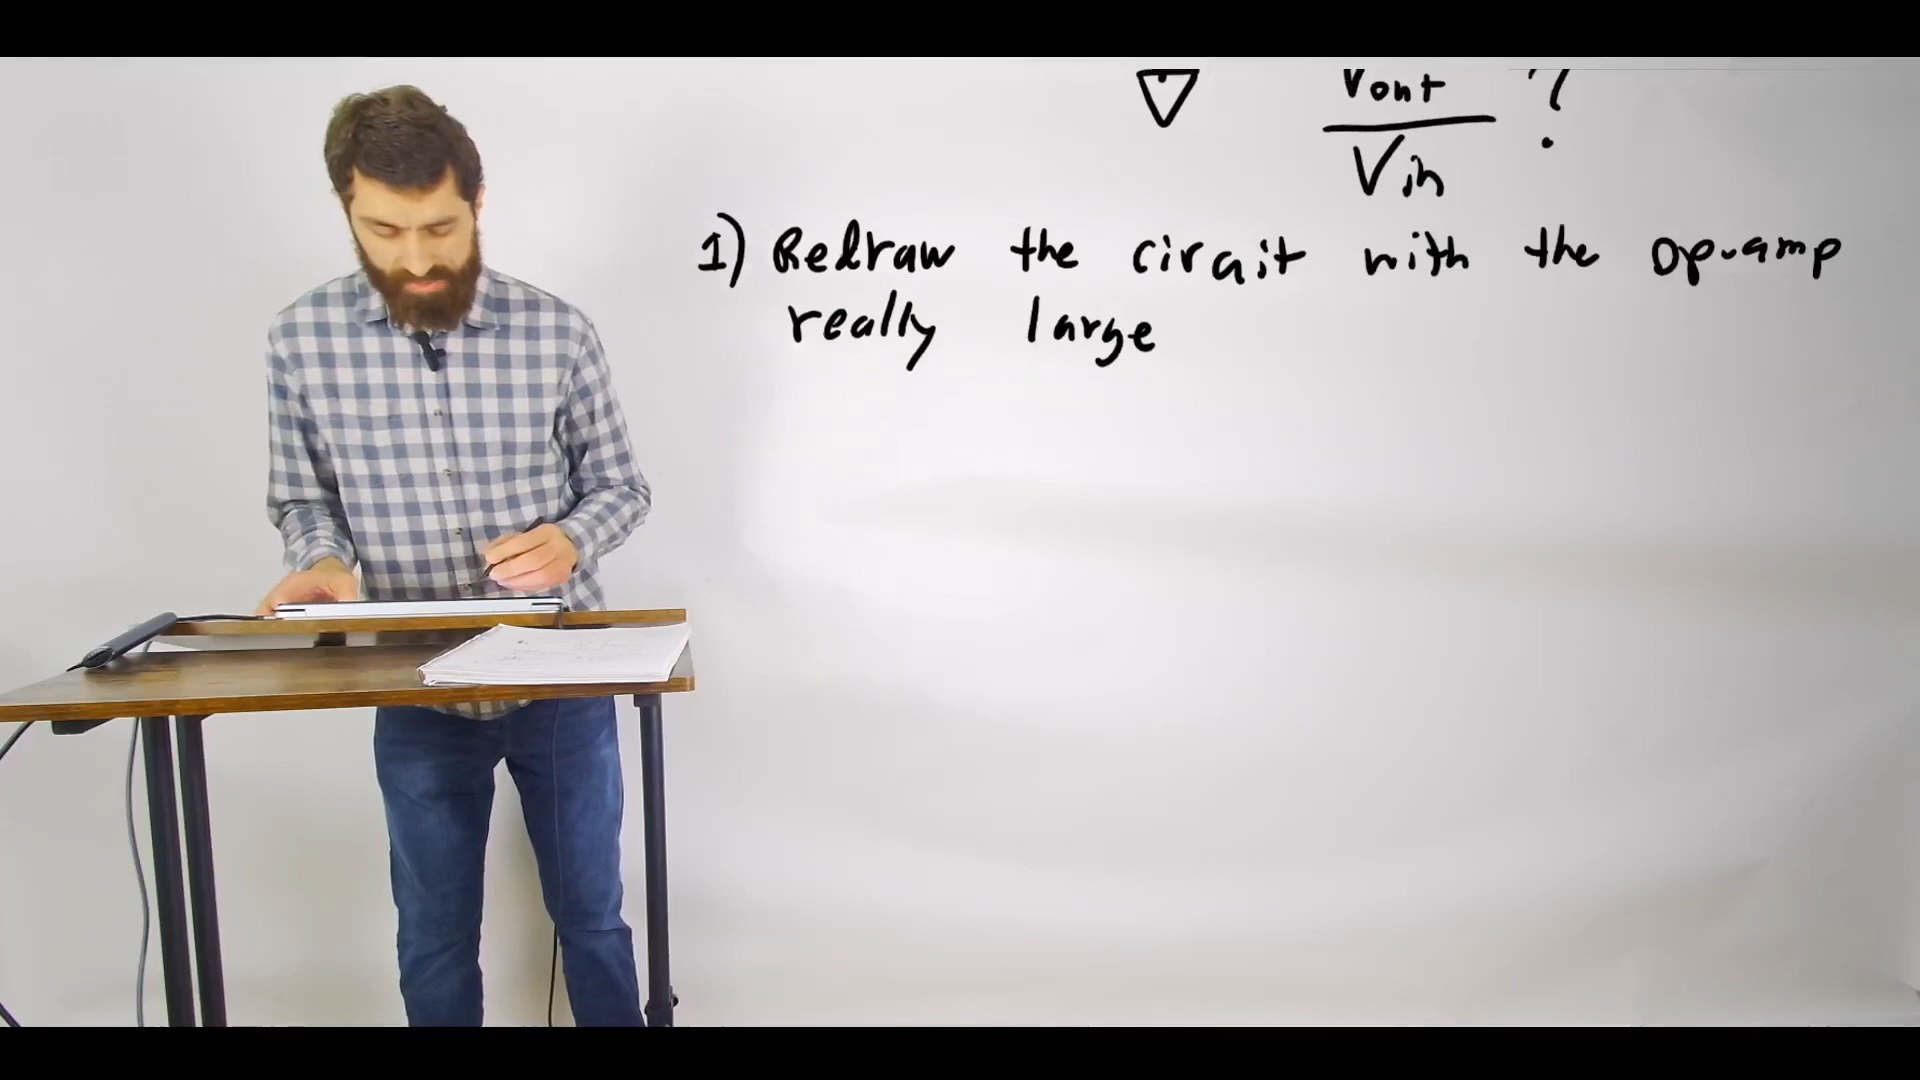 Vout ?
Vin
1) Redraw the circuit with the op-amp
really large